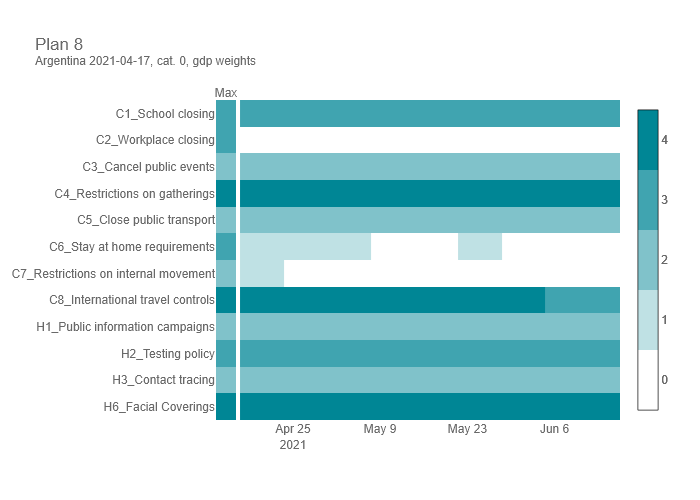 Plan 8
Argentina 2021-04-17, cat. 0, gdp weights
Max
C1_School closing
C2_Workplace closing
C3_Cancel public events
C4_Restrictions on gatherings
C5_Close public transport
C6_Stay at home requirements
C7_Restrictions on internal movement
C8_International travel controls
H1_Public information campaigns
H2_Testing policy
H3_Contact tracing
H6_Facial Coverings
Apr 25 May 9 May 23 Jun 6
2021
4
3
2
1
0